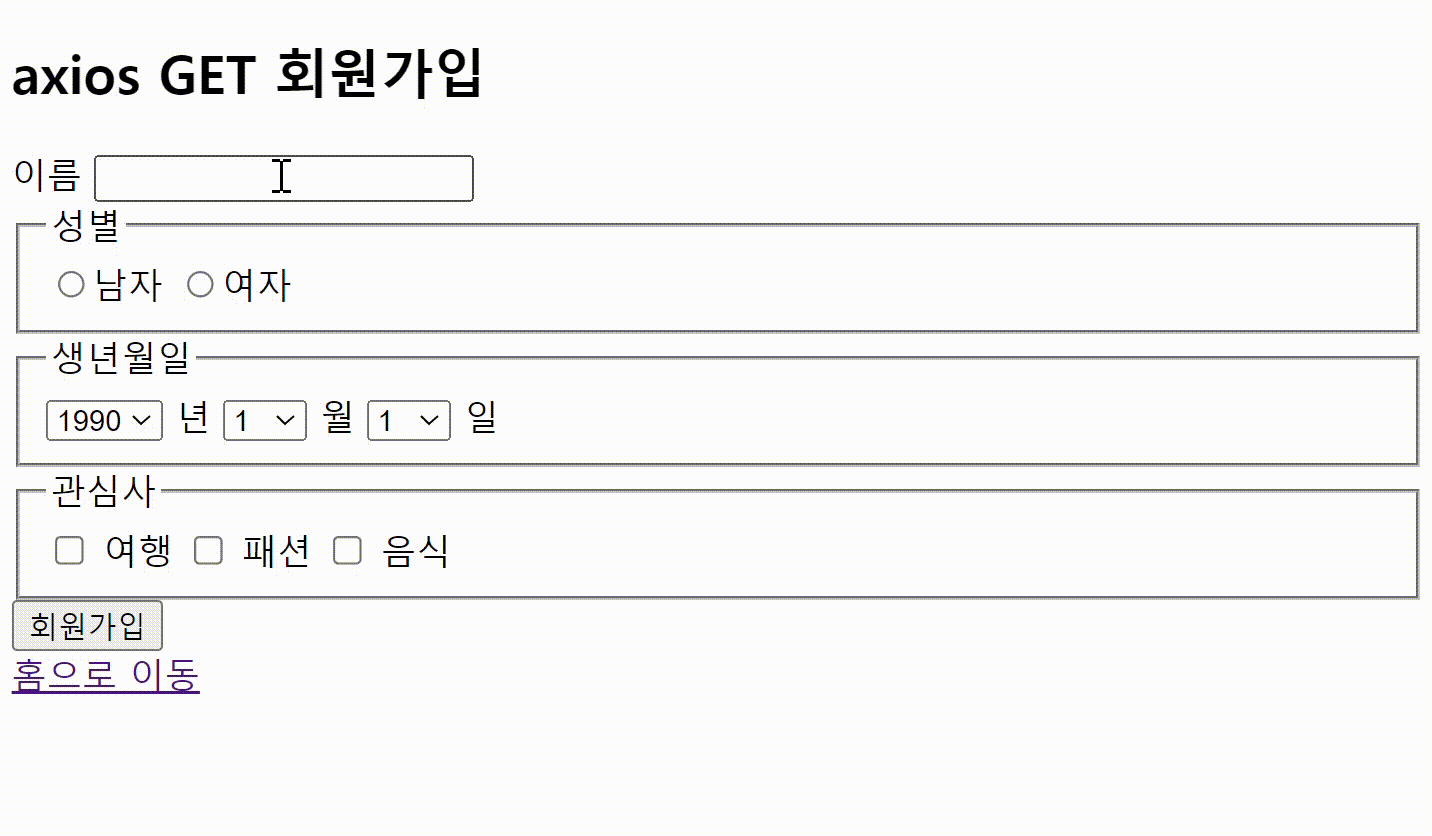 axios GET 회원가입
이름
성별
남자 여자
생년월일
1990 년 1 월 1 일
관심사
여행 패션 음식
회원가입
홈으로 이동